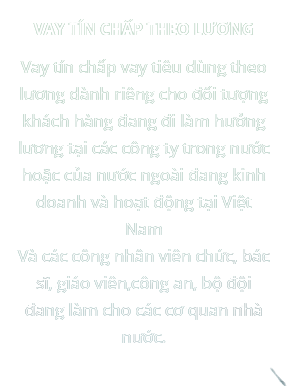 VAY TÍN CHẤP THEO LƯƠNG
Vay tín chấp vay tiêu dùng theo
lương dành riêng cho đối tượng
khách hàng đang đi làm hưởng
lương tại các công ty trong nước
hoặc của nước ngoài đang kinh
doanh và hoạt động tại Việt
Nam
Và các công nhân viên chức, bác
sĩ, giáo viên,công an, bộ đội
đang làm cho các cơ quan nhà
nước.